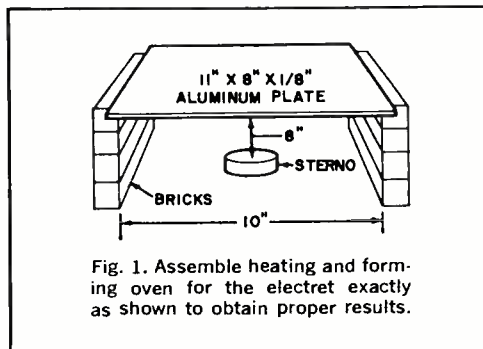 11" X 8" X 1/8"
ALUMINUM PLATE
8"
STERNO
BRICKS
10"
Fig. 1. Assemble heating and form-
ing oven for the electret exactly
as shown to obtain proper results.